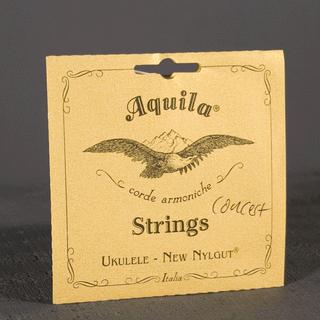 Aquila®
corde armoniche
Concert
Strings
UKULELE - NEW NYLGUT®
Italia